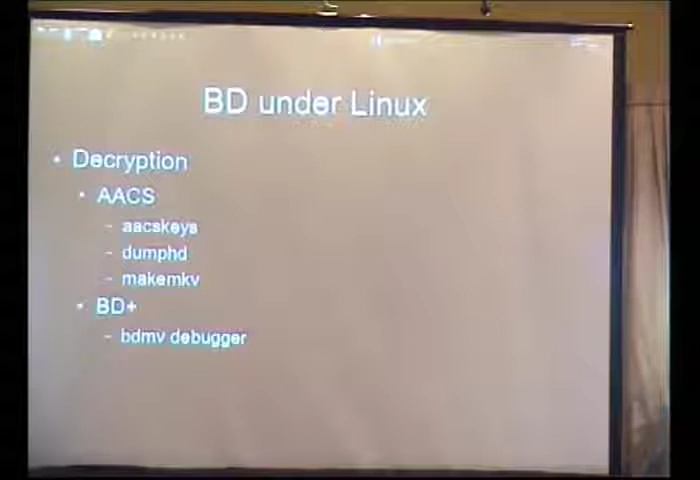 BD under Linux
• Decryption
• AACS
- aacskeys
- dumphd
- makemkv
• BD+
- bdmv debugger